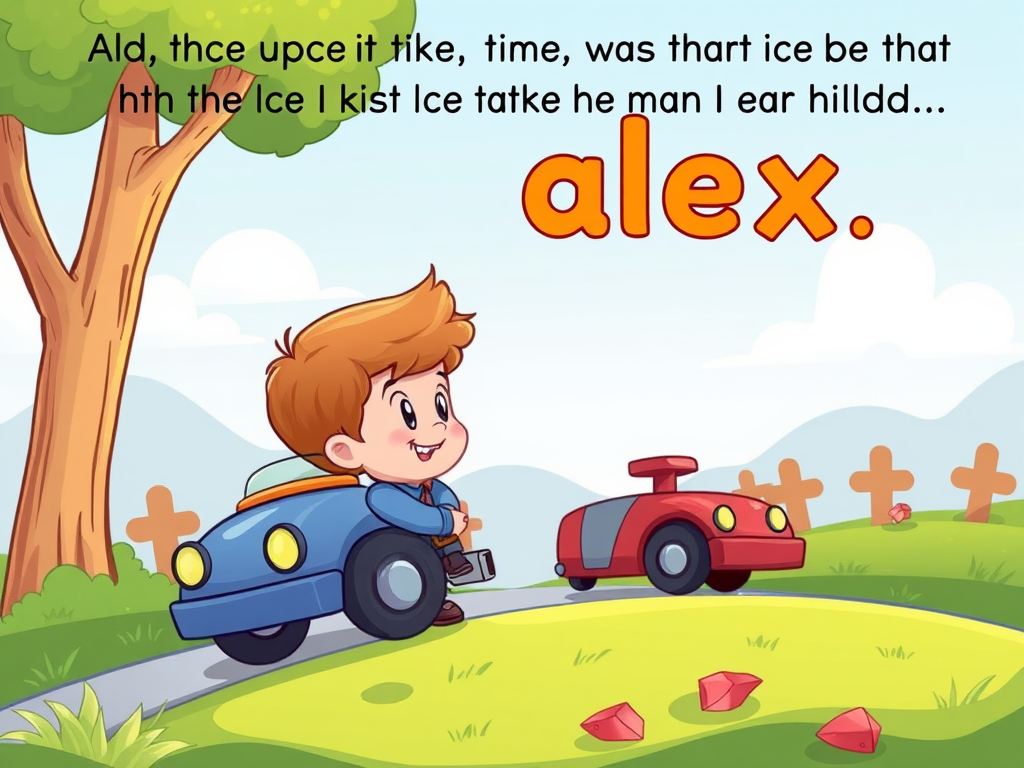 Ald, thce upce it tike, time, was thart ice be that
hth the lce I kist lce tatke he man I ear hilldd...
alex.